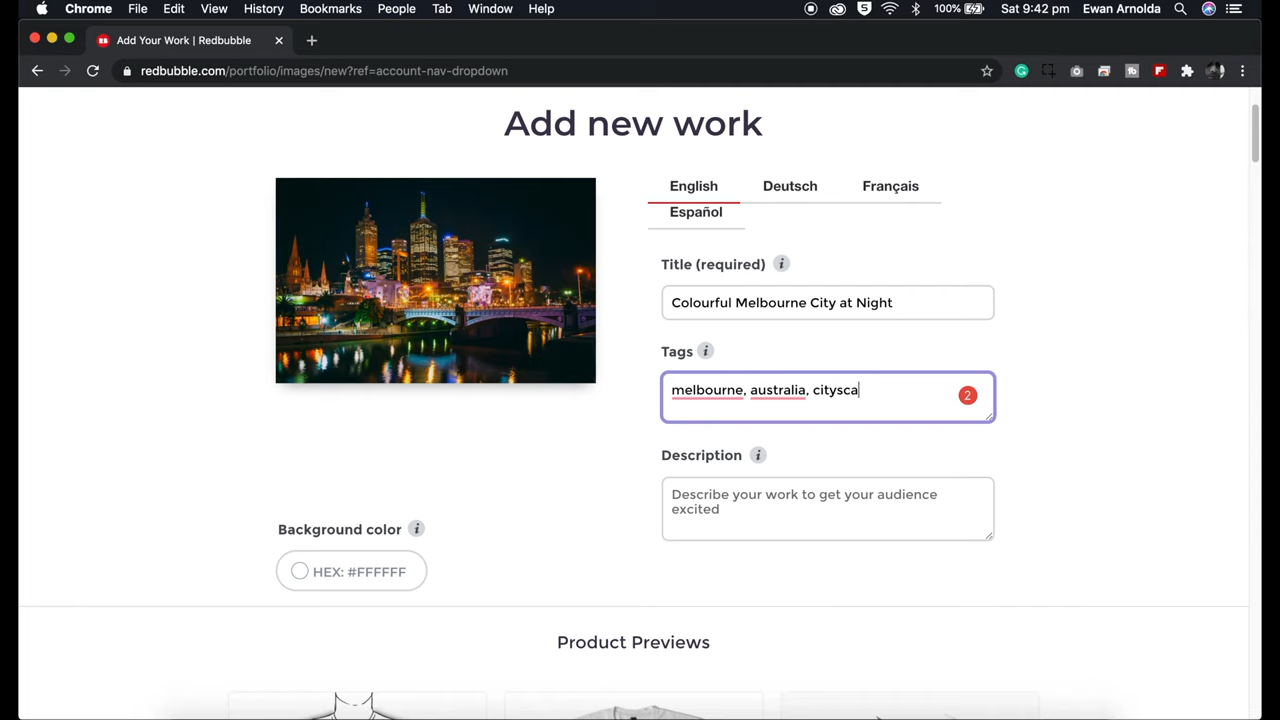 Chrome File Edit View History Bookmarks People Tab Window Help 100% Sat 9:42 pm Ewan Arnolda
Add Your Work | Redbubble
redbubble.com/portfolio/images/new?ref=account-nav-dropdown
Add new work
English Deutsch Français
Español
Title (required)
Colourful Melbourne City at Night
Tags
melbourne, australia, citysca
2
Description
Describe your work to get your audience
excited
Background color
HEX: #FFFFFF
Product Previews